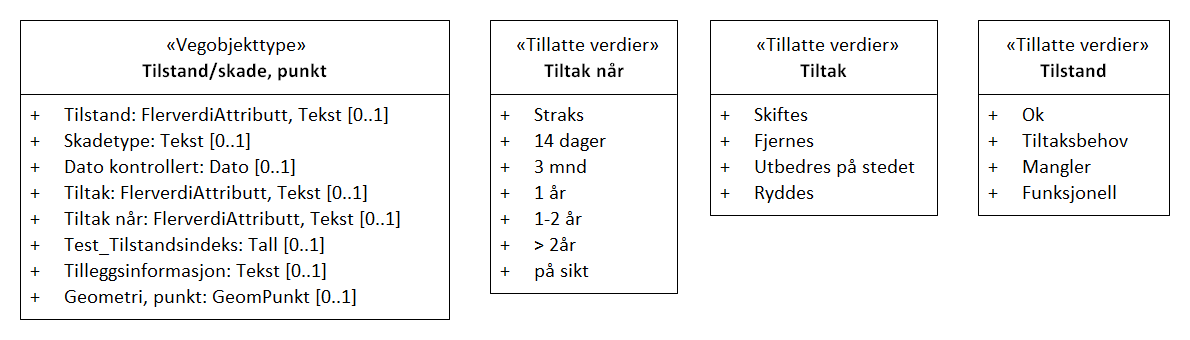 «Vegobjekttype»
Tilstand/skade, punkt
+ Tilstand: FlerverdiAttributt, Tekst [0..1]
+ Skadetype: Tekst [0..1]
+ Dato kontrollert: Dato [0..1]
+ Tiltak: FlerverdiAttributt, Tekst [0..1]
+ Tiltak når: FlerverdiAttributt, Tekst [0..1]
+ Test_Tilstandsindeks: Tall [0..1]
+ Tilleggsinformasjon: Tekst [0..1]
+ Geometri, punkt: GeomPunkt [0..1]
«Tillatte verdier»
Tiltak når
+ Straks
+ 14 dager
+ 3 mnd
+ 1 år
+ 1-2 år
+ > 2år
+ på sikt
«Tillatte verdier»
Tiltak
+ Skiftes
+ Fjernes
+ Utbedres på stedet
+ Ryddes
«Tillatte verdier»
Tilstand
+ Ok
+ Tiltaksbehov
+ Mangler
+ Funksjonell